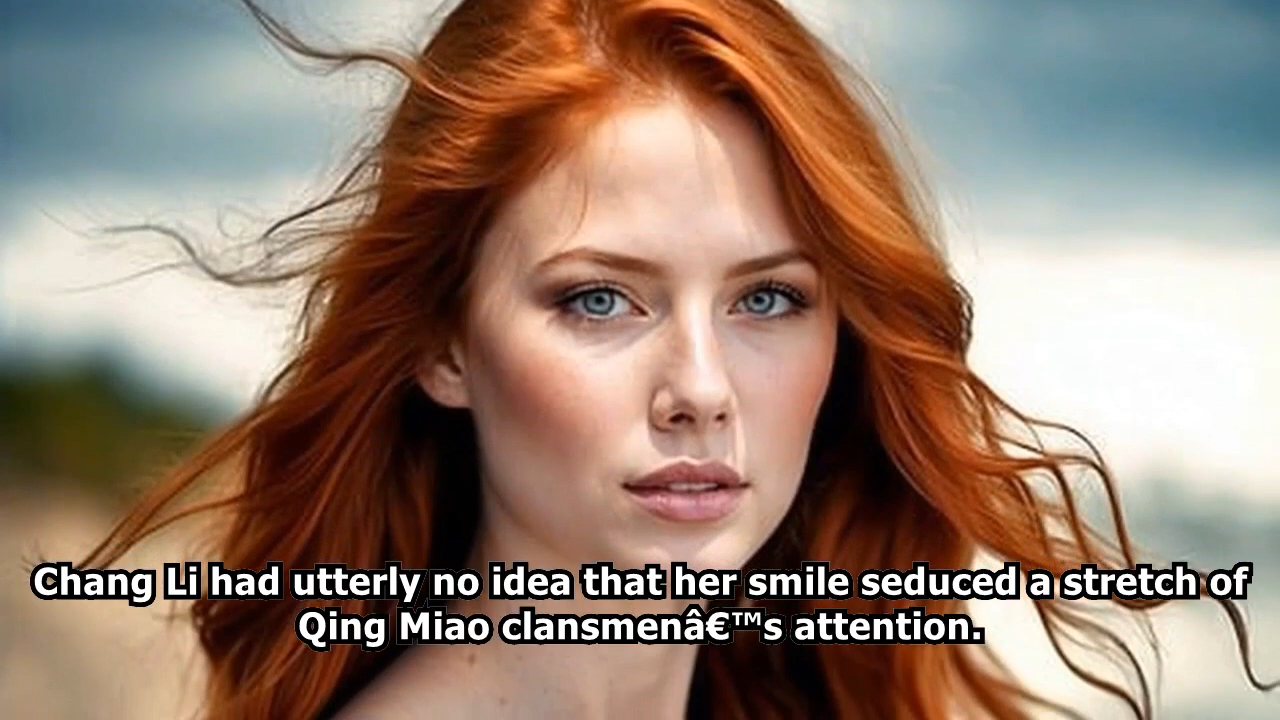 Chang Li had utterly no idea that her smile seduced a stretch of
Qing Miao clansmenâ€™s attention.